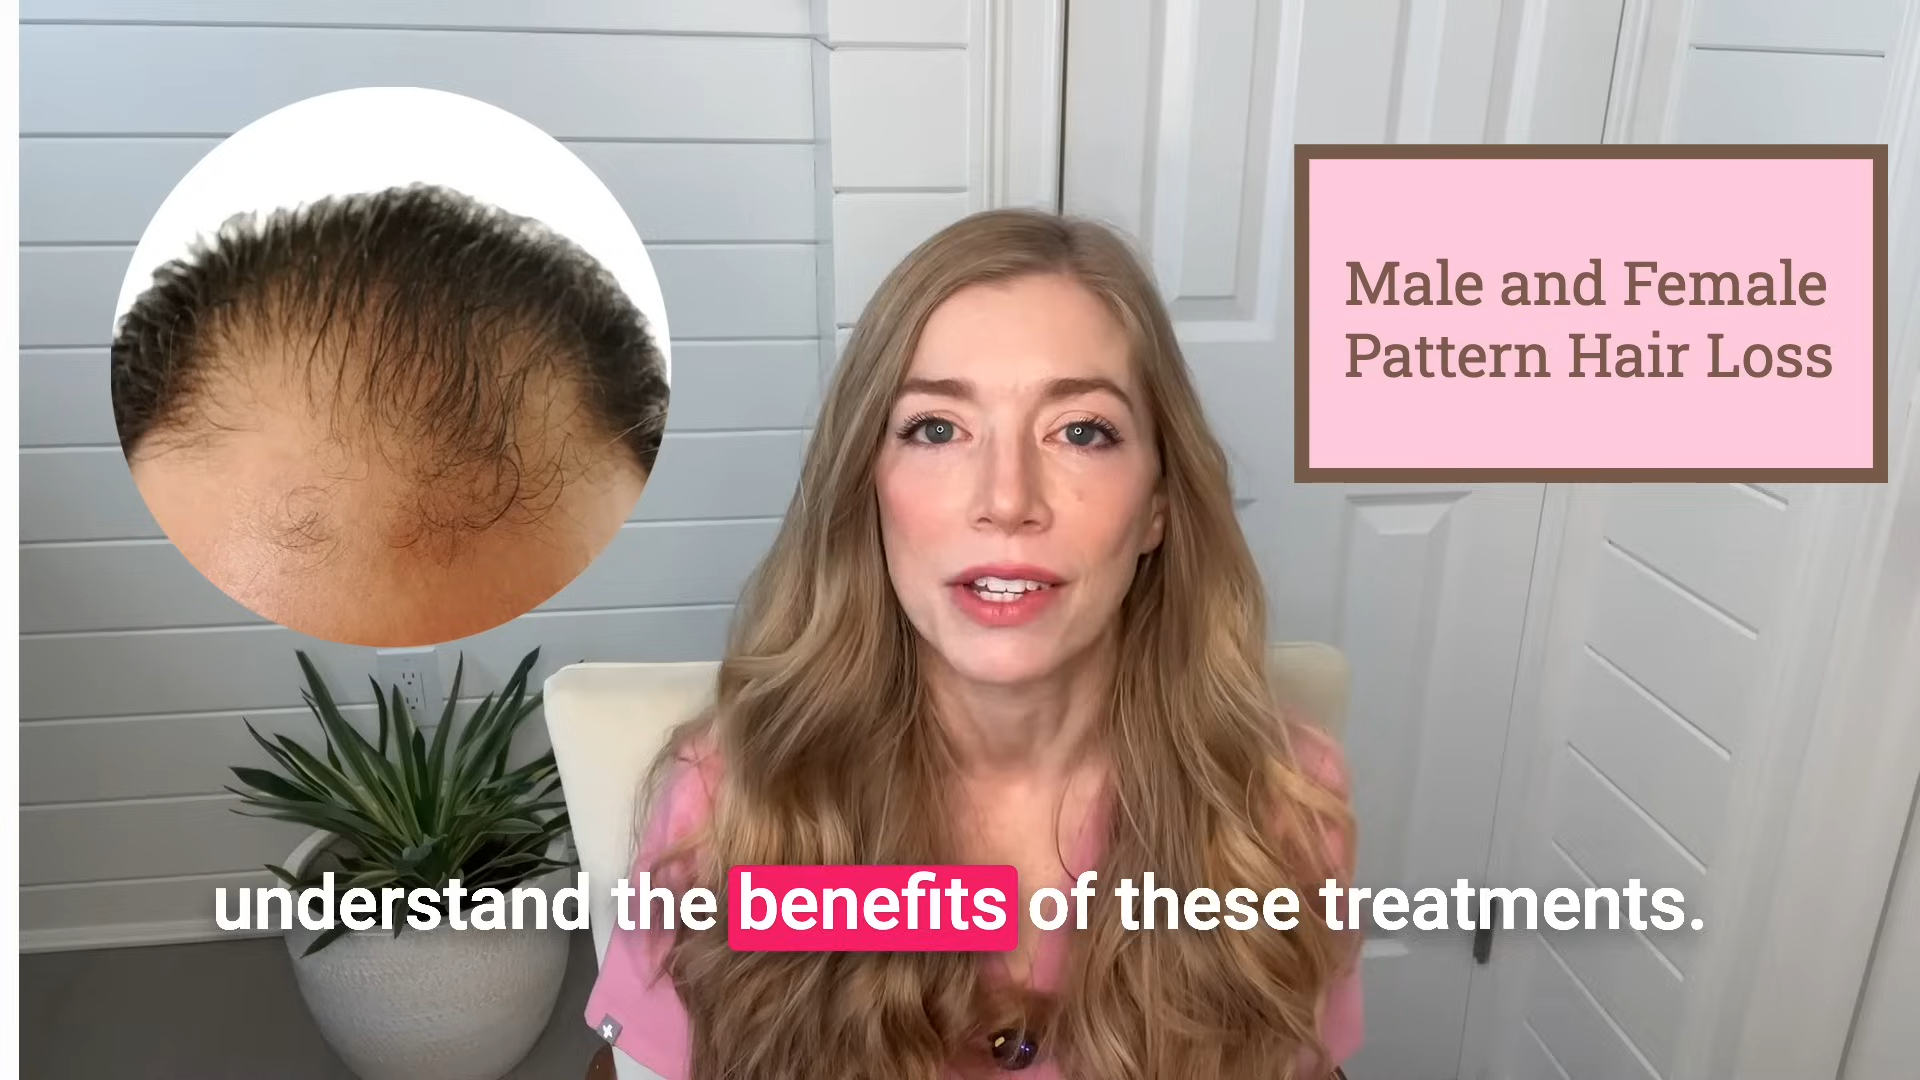 Male and Female
Pattern Hair Loss
understand the benefits of these treatments.